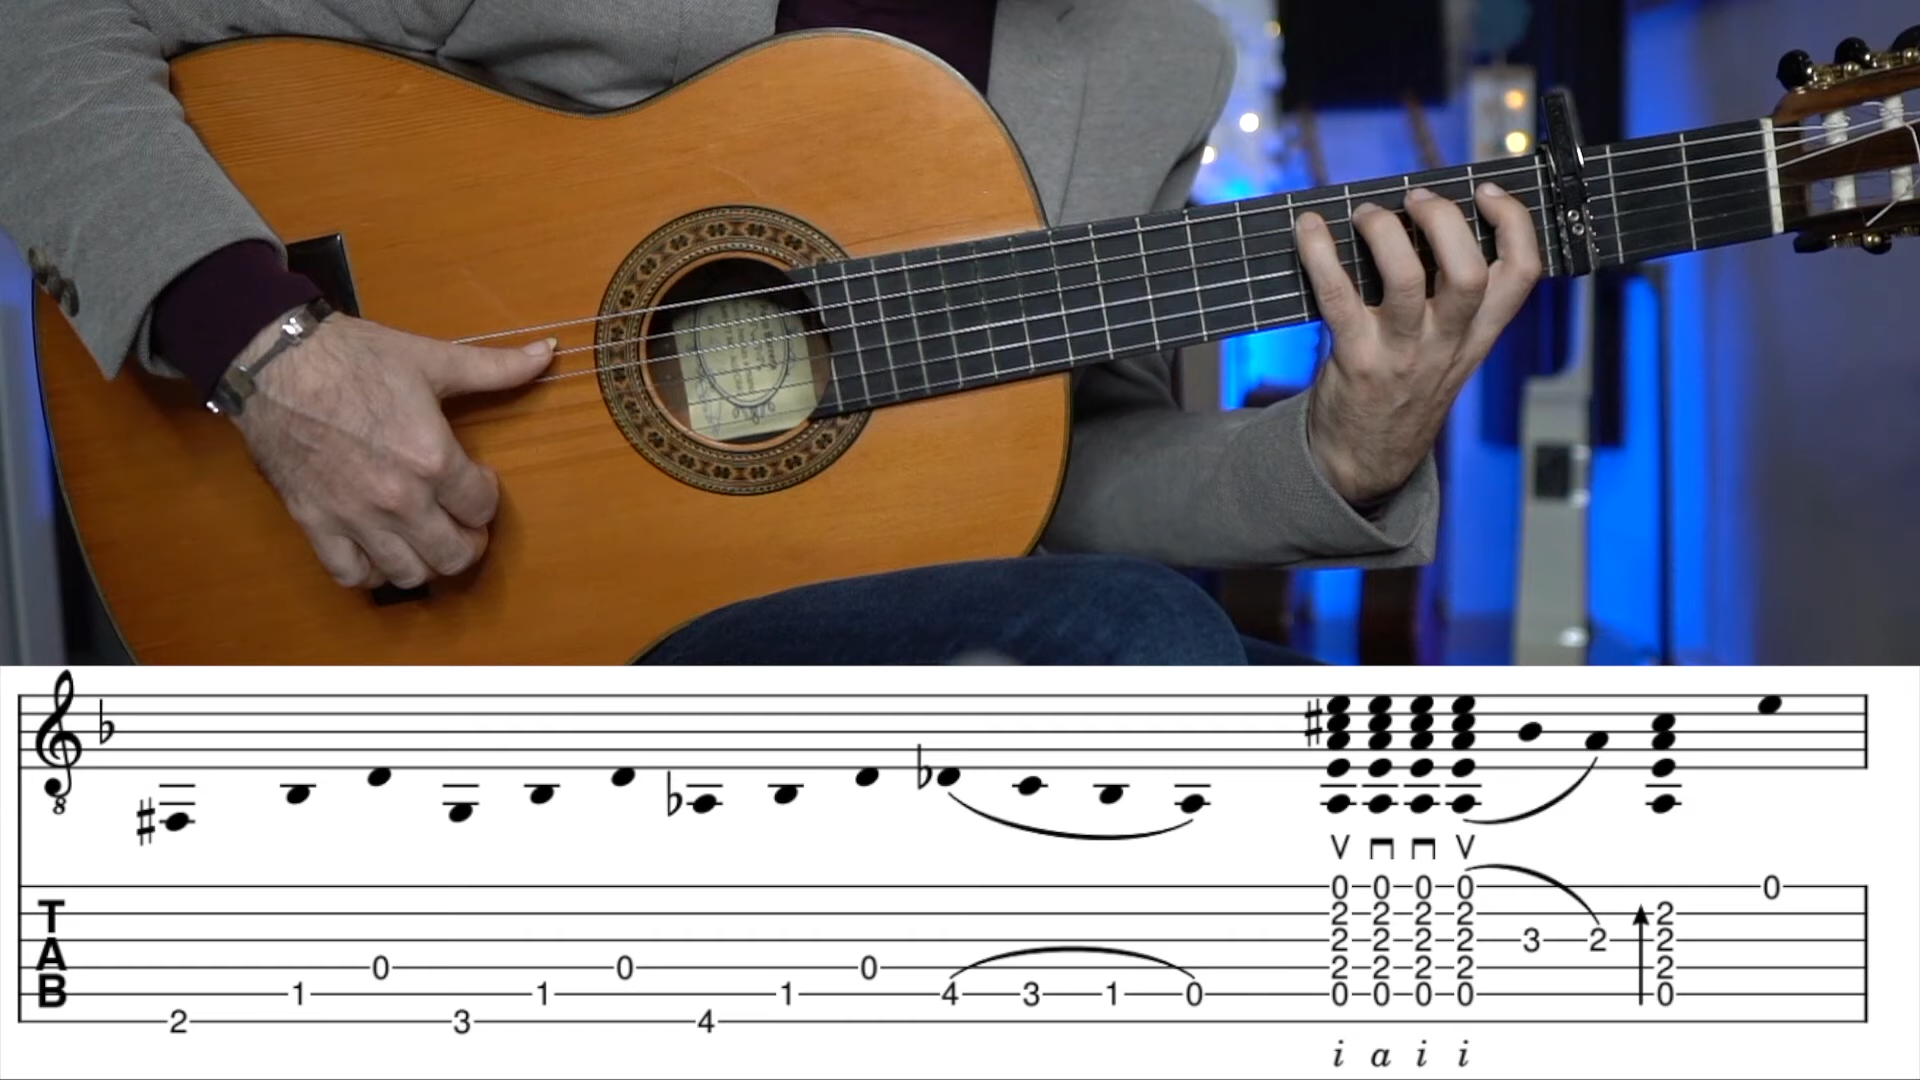 8
T
A
B
0 0 0 0 0
2 2 2 2 2
2 2 2 2 3 2 2
0 0 0 2 2 2 2 2
1 1 1 4 3 1 0 0 0 0 0 0
2 3 4
i a i i